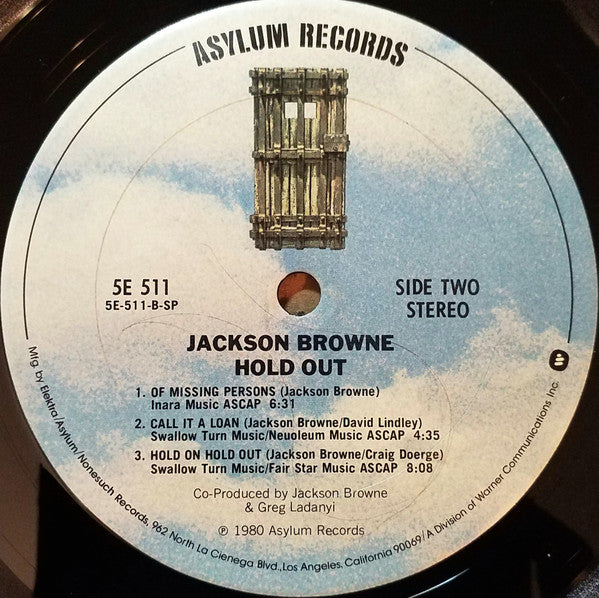 ASYLUM RECORDS
5E 511
5E-511-B-SP
SIDE TWO
STEREO
JACKSON BROWNE
HOLD OUT
1. OF MISSING PERSONS (Jackson Browne)
Inara Music ASCAP 6:31
2. CALL IT A LOAN (Jackson Browne/David Lindley)
Swallow Turn Music/Neuoleum Music ASCAP 4:35
3. HOLD ON HOLD OUT (Jackson Browne/Craig Doerge)
Swallow Turn Music/Fair Star Music ASCAP 8:08
Co-Produced by Jackson Browne
& Greg Ladanyi
℗ 1980 Asylum Records
Mfg. by Elektra/Asylum/Nonesuch Records, 962 North La Cienega Blvd., Los Angeles, California 90069/A Division of Warner Communications Inc.